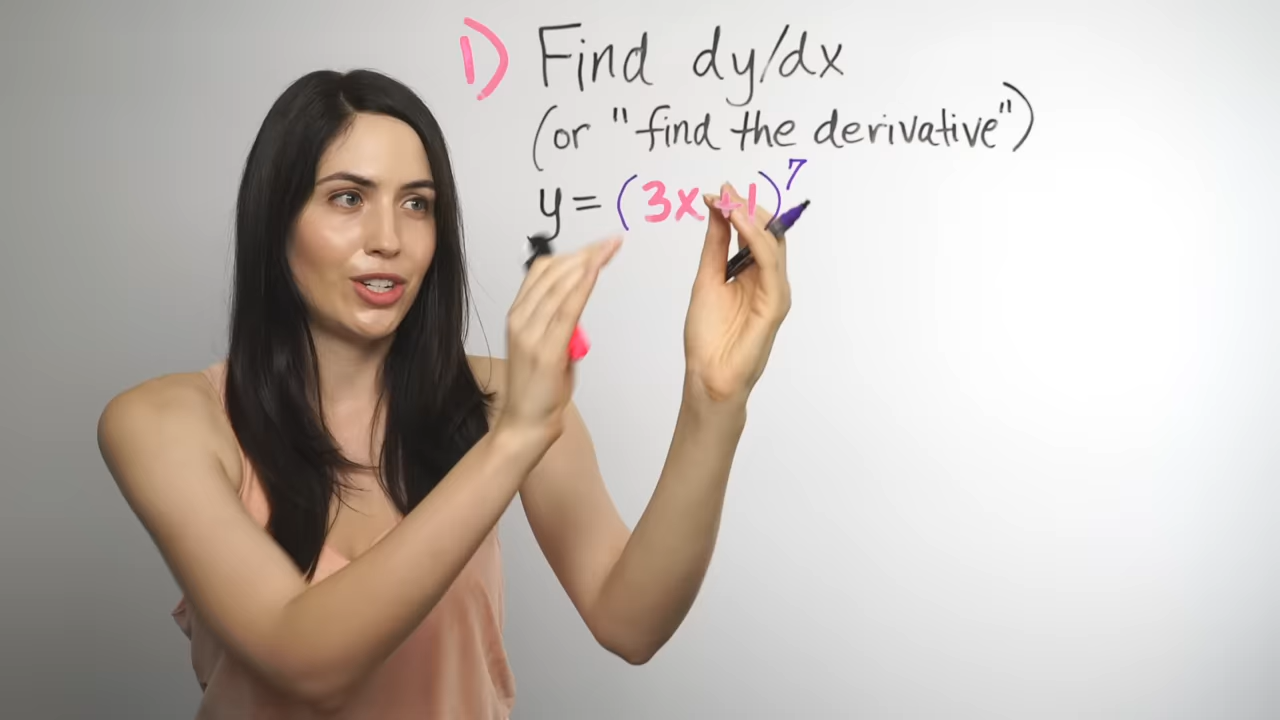 1) Find dy/dx
(or "find the derivative")
y = (3x+1)⁷